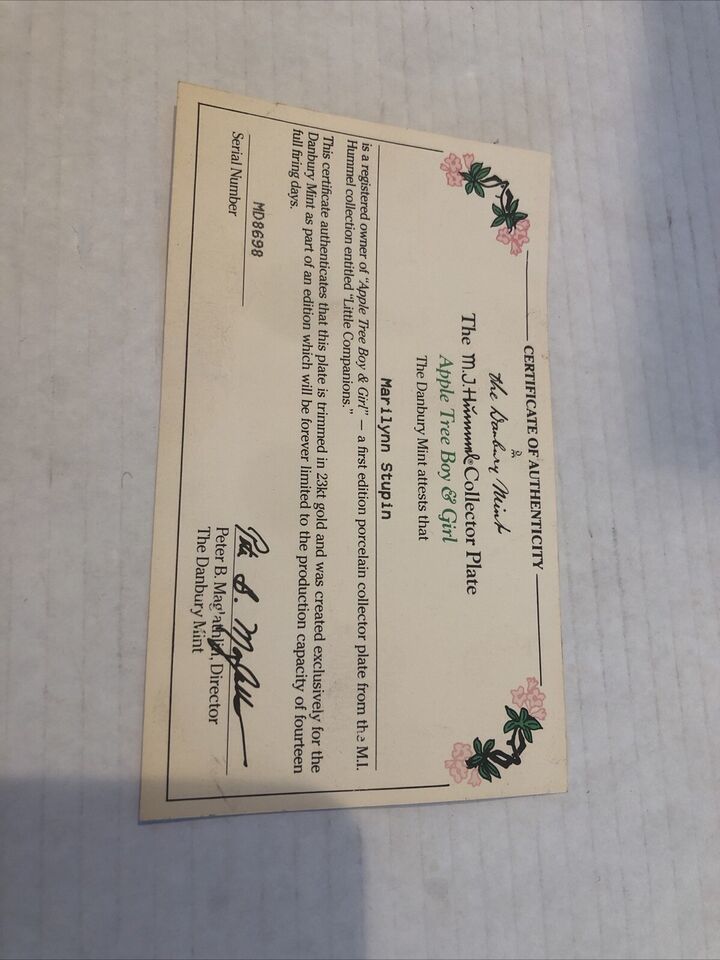 CERTIFICATE OF AUTHENTICITY
the Danbury Mint
The M.I. Hummel Collector Plate
Apple Tree Boy & Girl
The Danbury Mint attests that
Marilynn Stupin
is a registered owner of "Apple Tree Boy & Girl" — a first edition porcelain collector plate from the M.I.
Hummel collection entitled "Little Companions."
This certificate authenticates that this plate is trimmed in 23kt gold and was created exclusively for the
Danbury Mint as part of an edition which will be forever limited to the production capacity of fourteen
full firing days.
MD8698
Serial Number
Peter B. Maglathlin, Director
The Danbury Mint